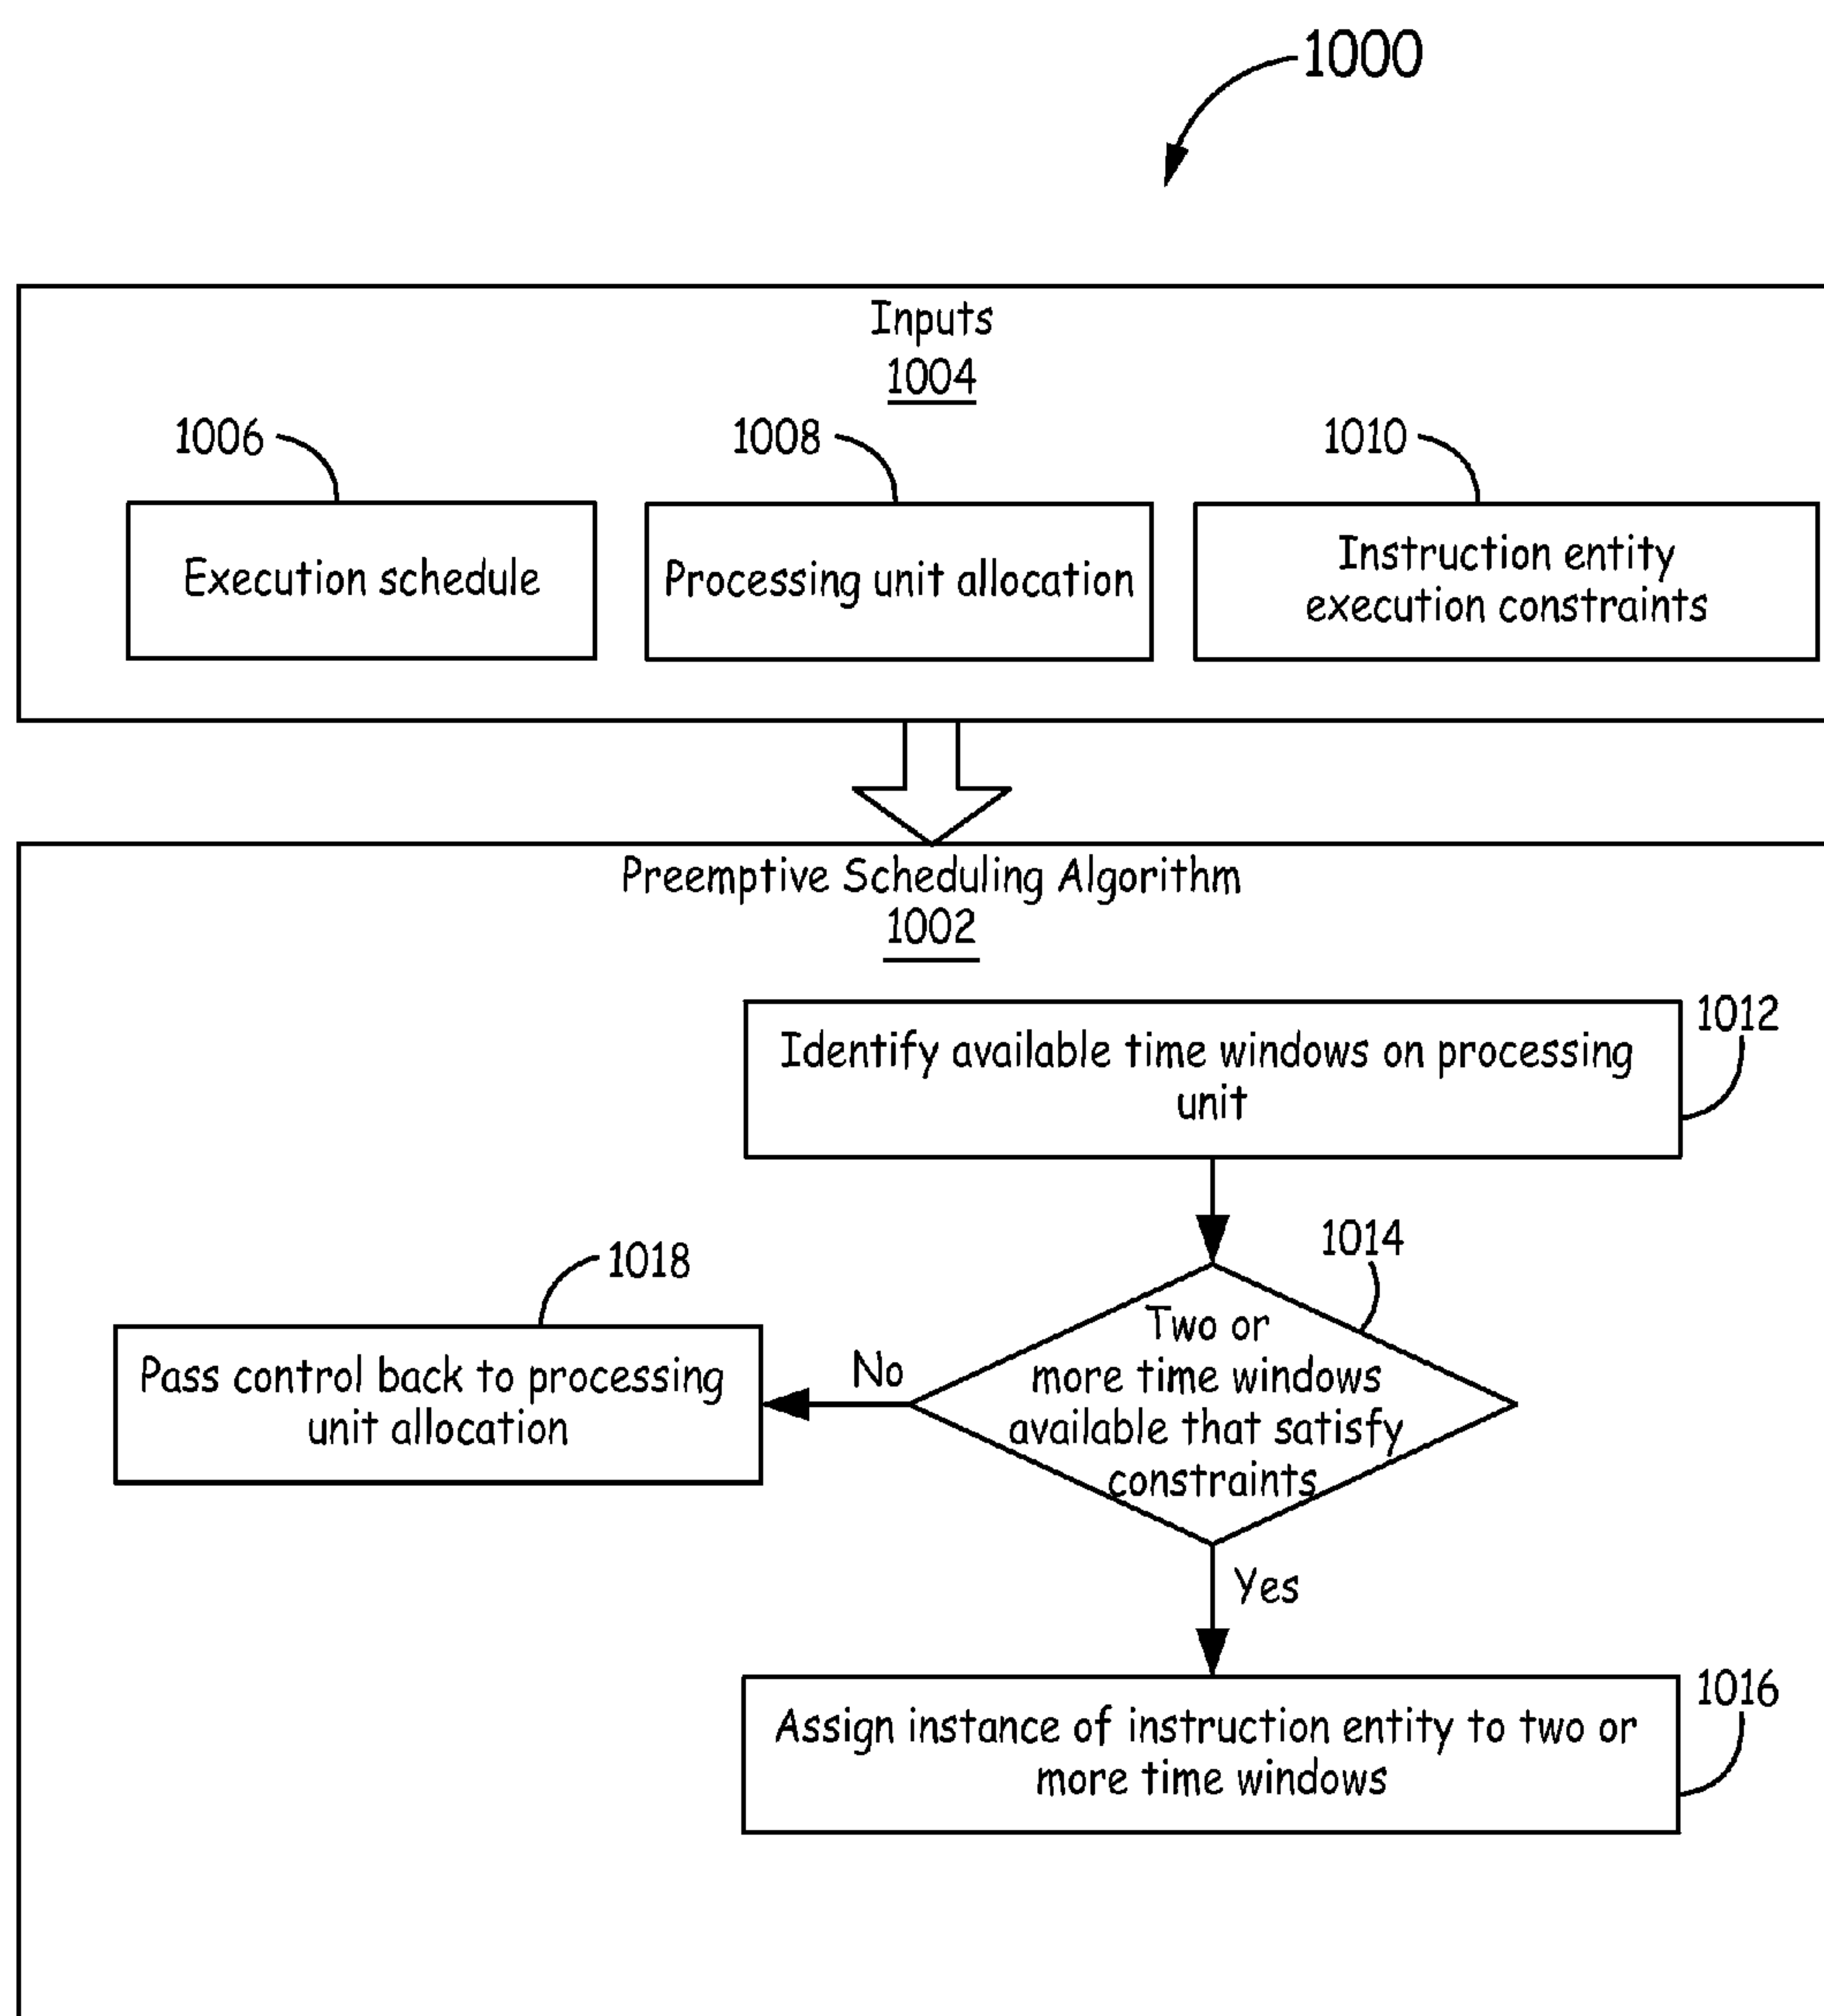 1000
Inputs
1004
1006
1008
1010
Execution schedule
Processing unit allocation
Instruction entity
execution constraints
Preemptive Scheduling Algorithm
1002
1012
Identify available time windows on processing
unit
1014
1018
Two or
more time windows
available that satisfy
constraints
No
Pass control back to processing
unit allocation
Yes
1016
Assign instance of instruction entity to two or
more time windows